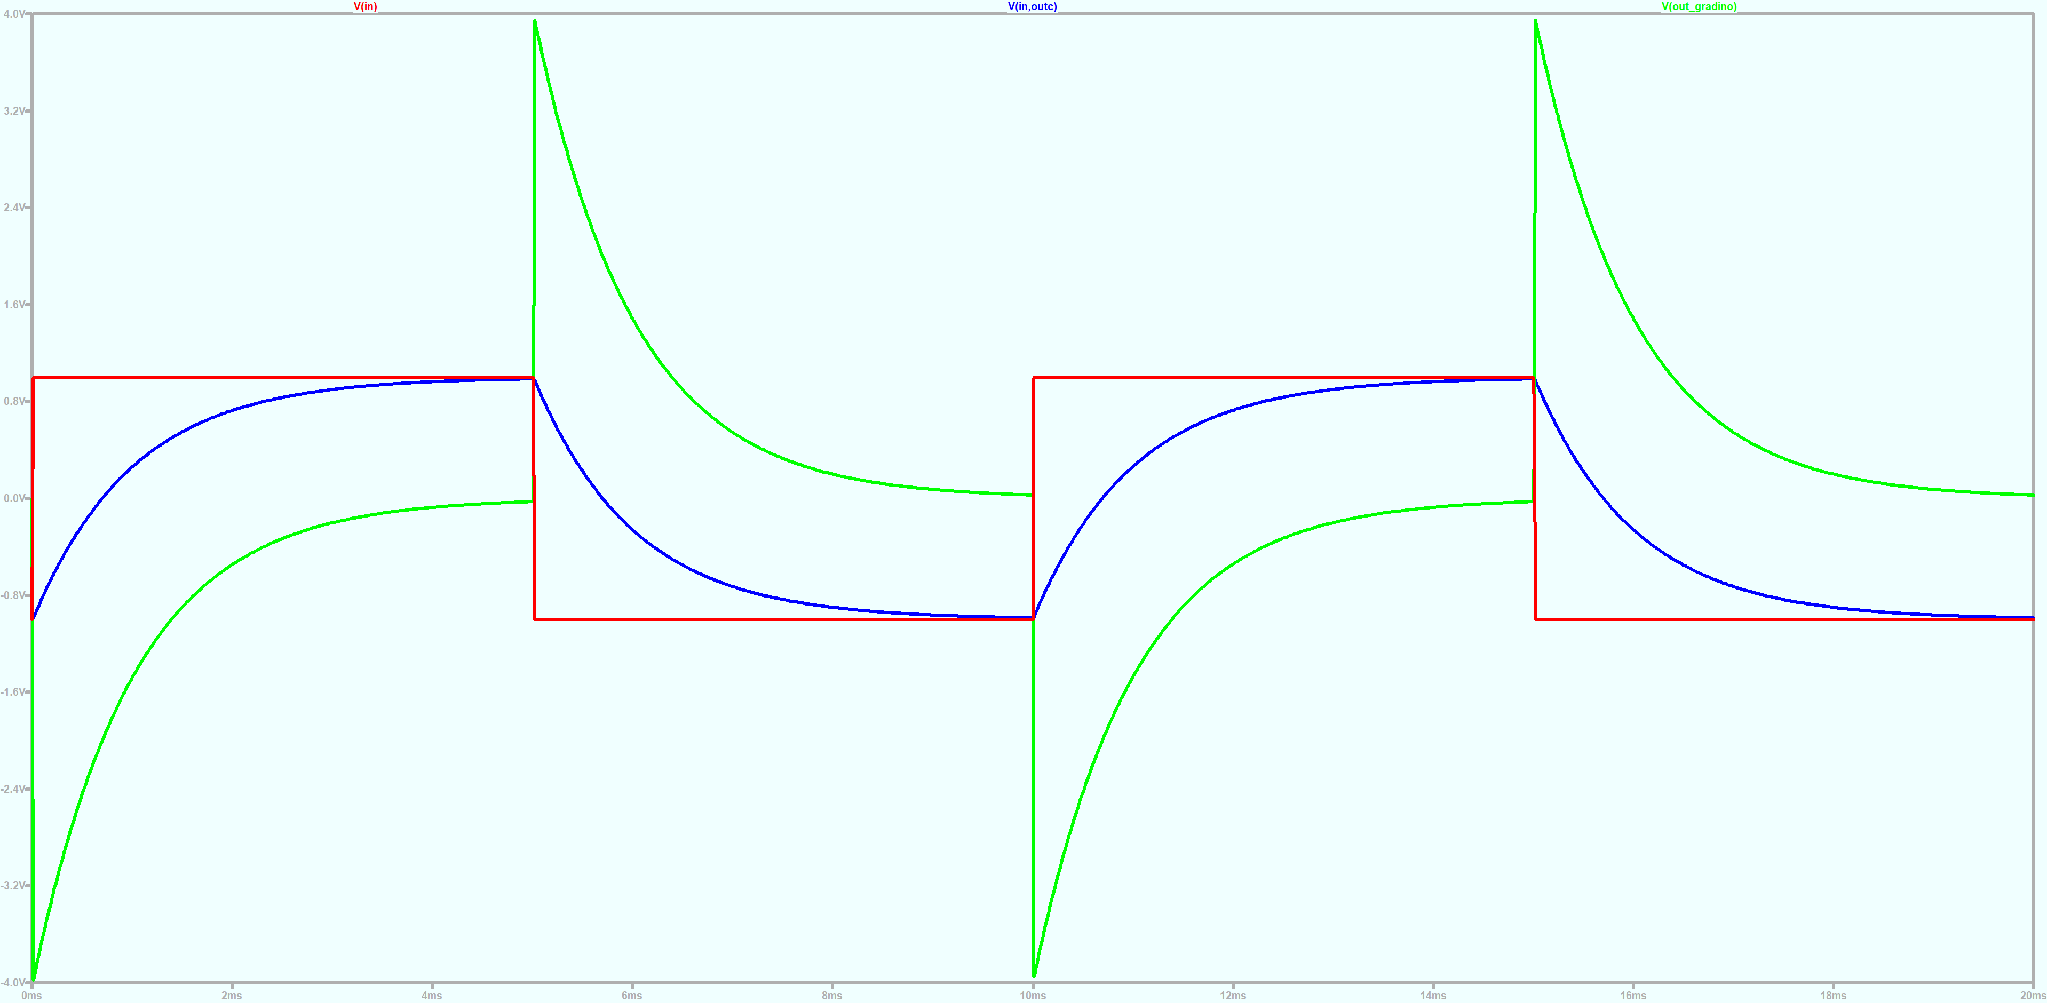 V(in) V(in,outc) V(out_gradino)
4.0V
3.2V
2.4V
1.6V
0.8V
0.0V
-0.8V
-1.6V
-2.4V
-3.2V
-4.0V
0ms 2ms 4ms 6ms 8ms 10ms 12ms 14ms 16ms 18ms 20ms